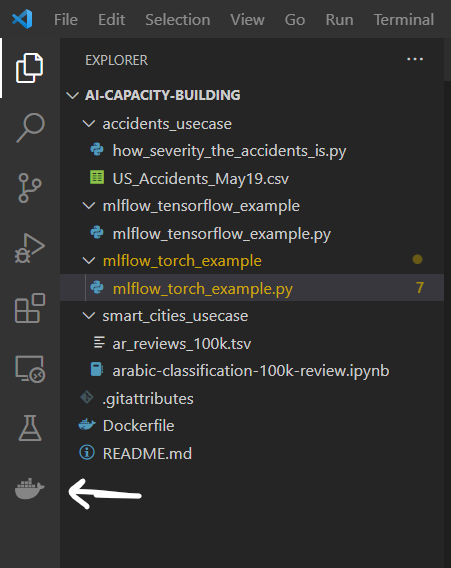 File Edit Selection View Go Run Terminal
EXPLORER
AI-CAPACITY-BUILDING
accidents_usecase
how_severity_the_accidents_is.py
US_Accidents_May19.csv
mlflow_tensorflow_example
mlflow_tensorflow_example.py
mlflow_torch_example
mlflow_torch_example.py 7
smart_cities_usecase
ar_reviews_100k.tsv
arabic-classification-100k-review.ipynb
.gitattributes
Dockerfile
README.md